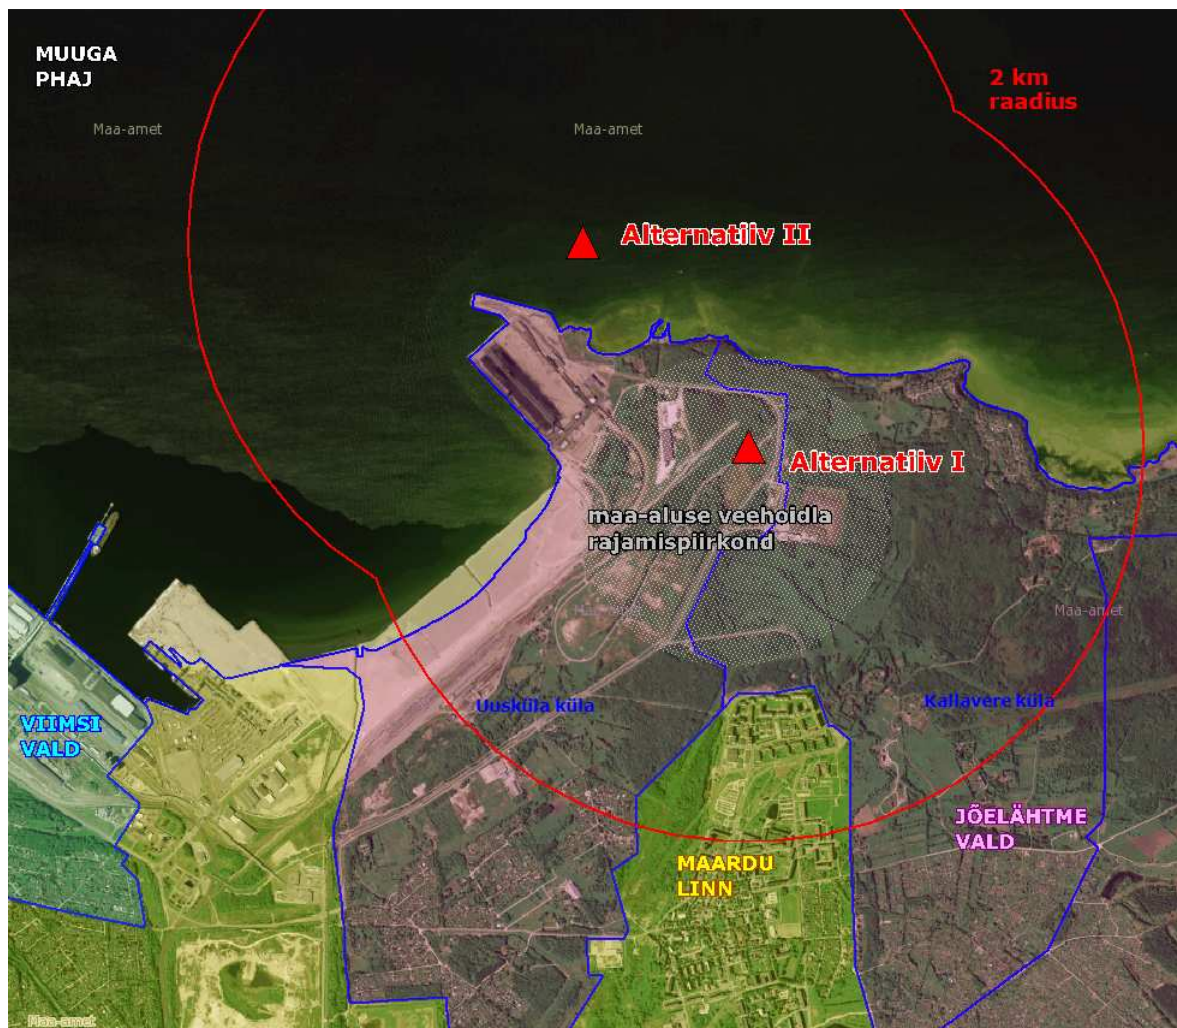 MUUGA
PHAJ
2 km
raadius
Maa-amet
Maa-amet
Alternatiiv II
Alternatiiv I
maa-aluse veehoidla
rajamispiirkond
Maa-amet
Uusküla küla
Kallavere küla
VIIMSI
VALD
JÕELÄHTME
VALD
MAARDU
LINN
Maa-amet